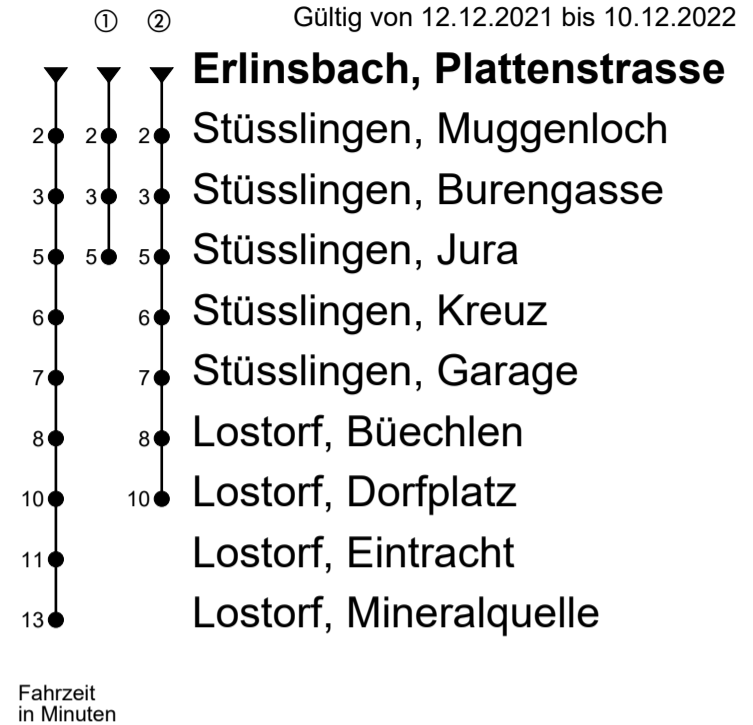 ① ② Gültig von 12.12.2021 bis 10.12.2022
Erlinsbach, Plattenstrasse
2 2 2 Stüsslingen, Muggenloch
3 3 3 Stüsslingen, Burengasse
5 5 5 Stüsslingen, Jura
6 6 Stüsslingen, Kreuz
7 7 Stüsslingen, Garage
8 8 Lostorf, Büechlen
10 10 Lostorf, Dorfplatz
11 Lostorf, Eintracht
13 Lostorf, Mineralquelle
Fahrzeit
in Minuten